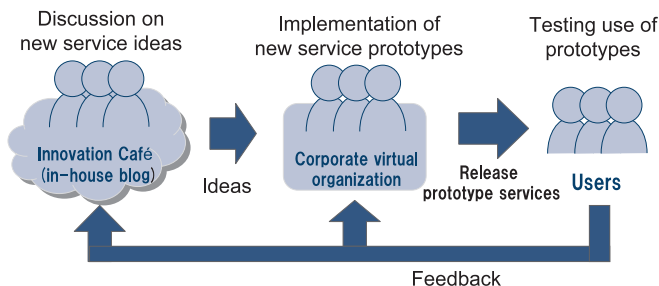 Discussion on
new service ideas
Implementation of
new service prototypes
Testing use of
prototypes
Innovation Café
(in-house blog)
Ideas
Corporate virtual
organization
Release
prototype services
Users
Feedback